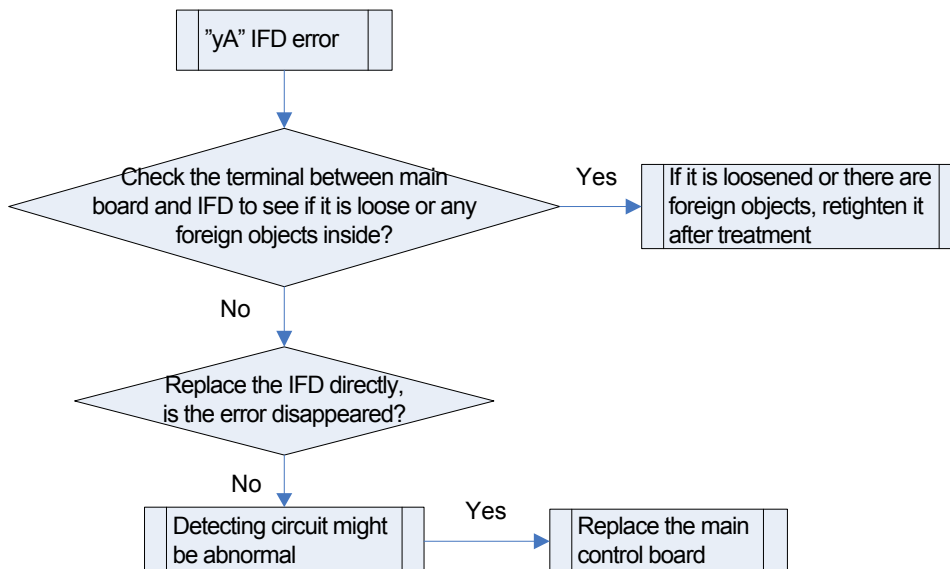 ”yA” IFD error
Check the terminal between main
board and IFD to see if it is loose or any
foreign objects inside?
Yes
If it is loosened or there are
foreign objects, retighten it
after treatment
No
Replace the IFD directly,
is the error disappeared?
No
Detecting circuit might
be abnormal
Yes
Replace the main
control board